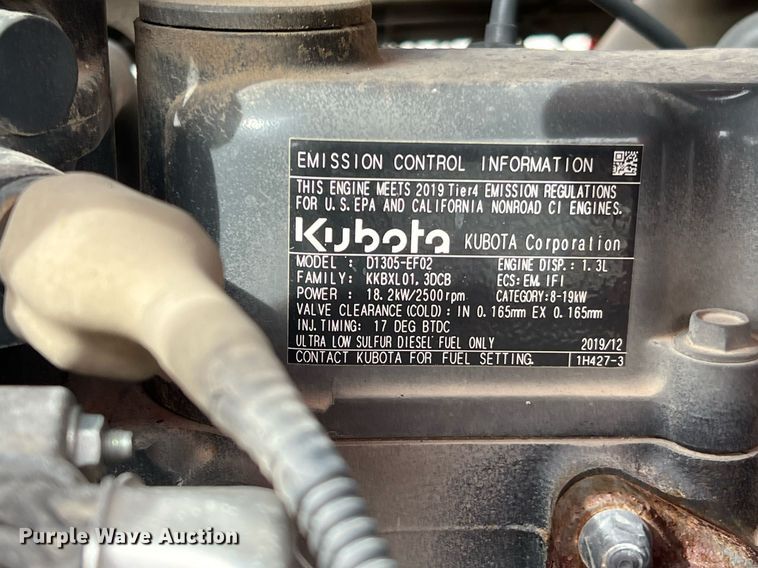 EMISSION CONTROL INFORMATION
THIS ENGINE MEETS 2019 Tier4 EMISSION REGULATIONS
FOR U.S. EPA AND CALIFORNIA NONROAD CI ENGINES.
Kubota KUBOTA Corporation
MODEL : D1305-EF02 ENGINE DISP.: 1.3L
FAMILY: KKBXL01.3DCB ECS: EM, IFI
POWER : 18.2kW/2500rpm CATEGORY: 8-19kW
VALVE CLEARANCE (COLD) : IN 0.165mm EX 0.165mm
INJ. TIMING: 17 DEG BTDC
ULTRA LOW SULFUR DIESEL FUEL ONLY 2019/12
CONTACT KUBOTA FOR FUEL SETTING. 1H427-3
Purple Wave Auction